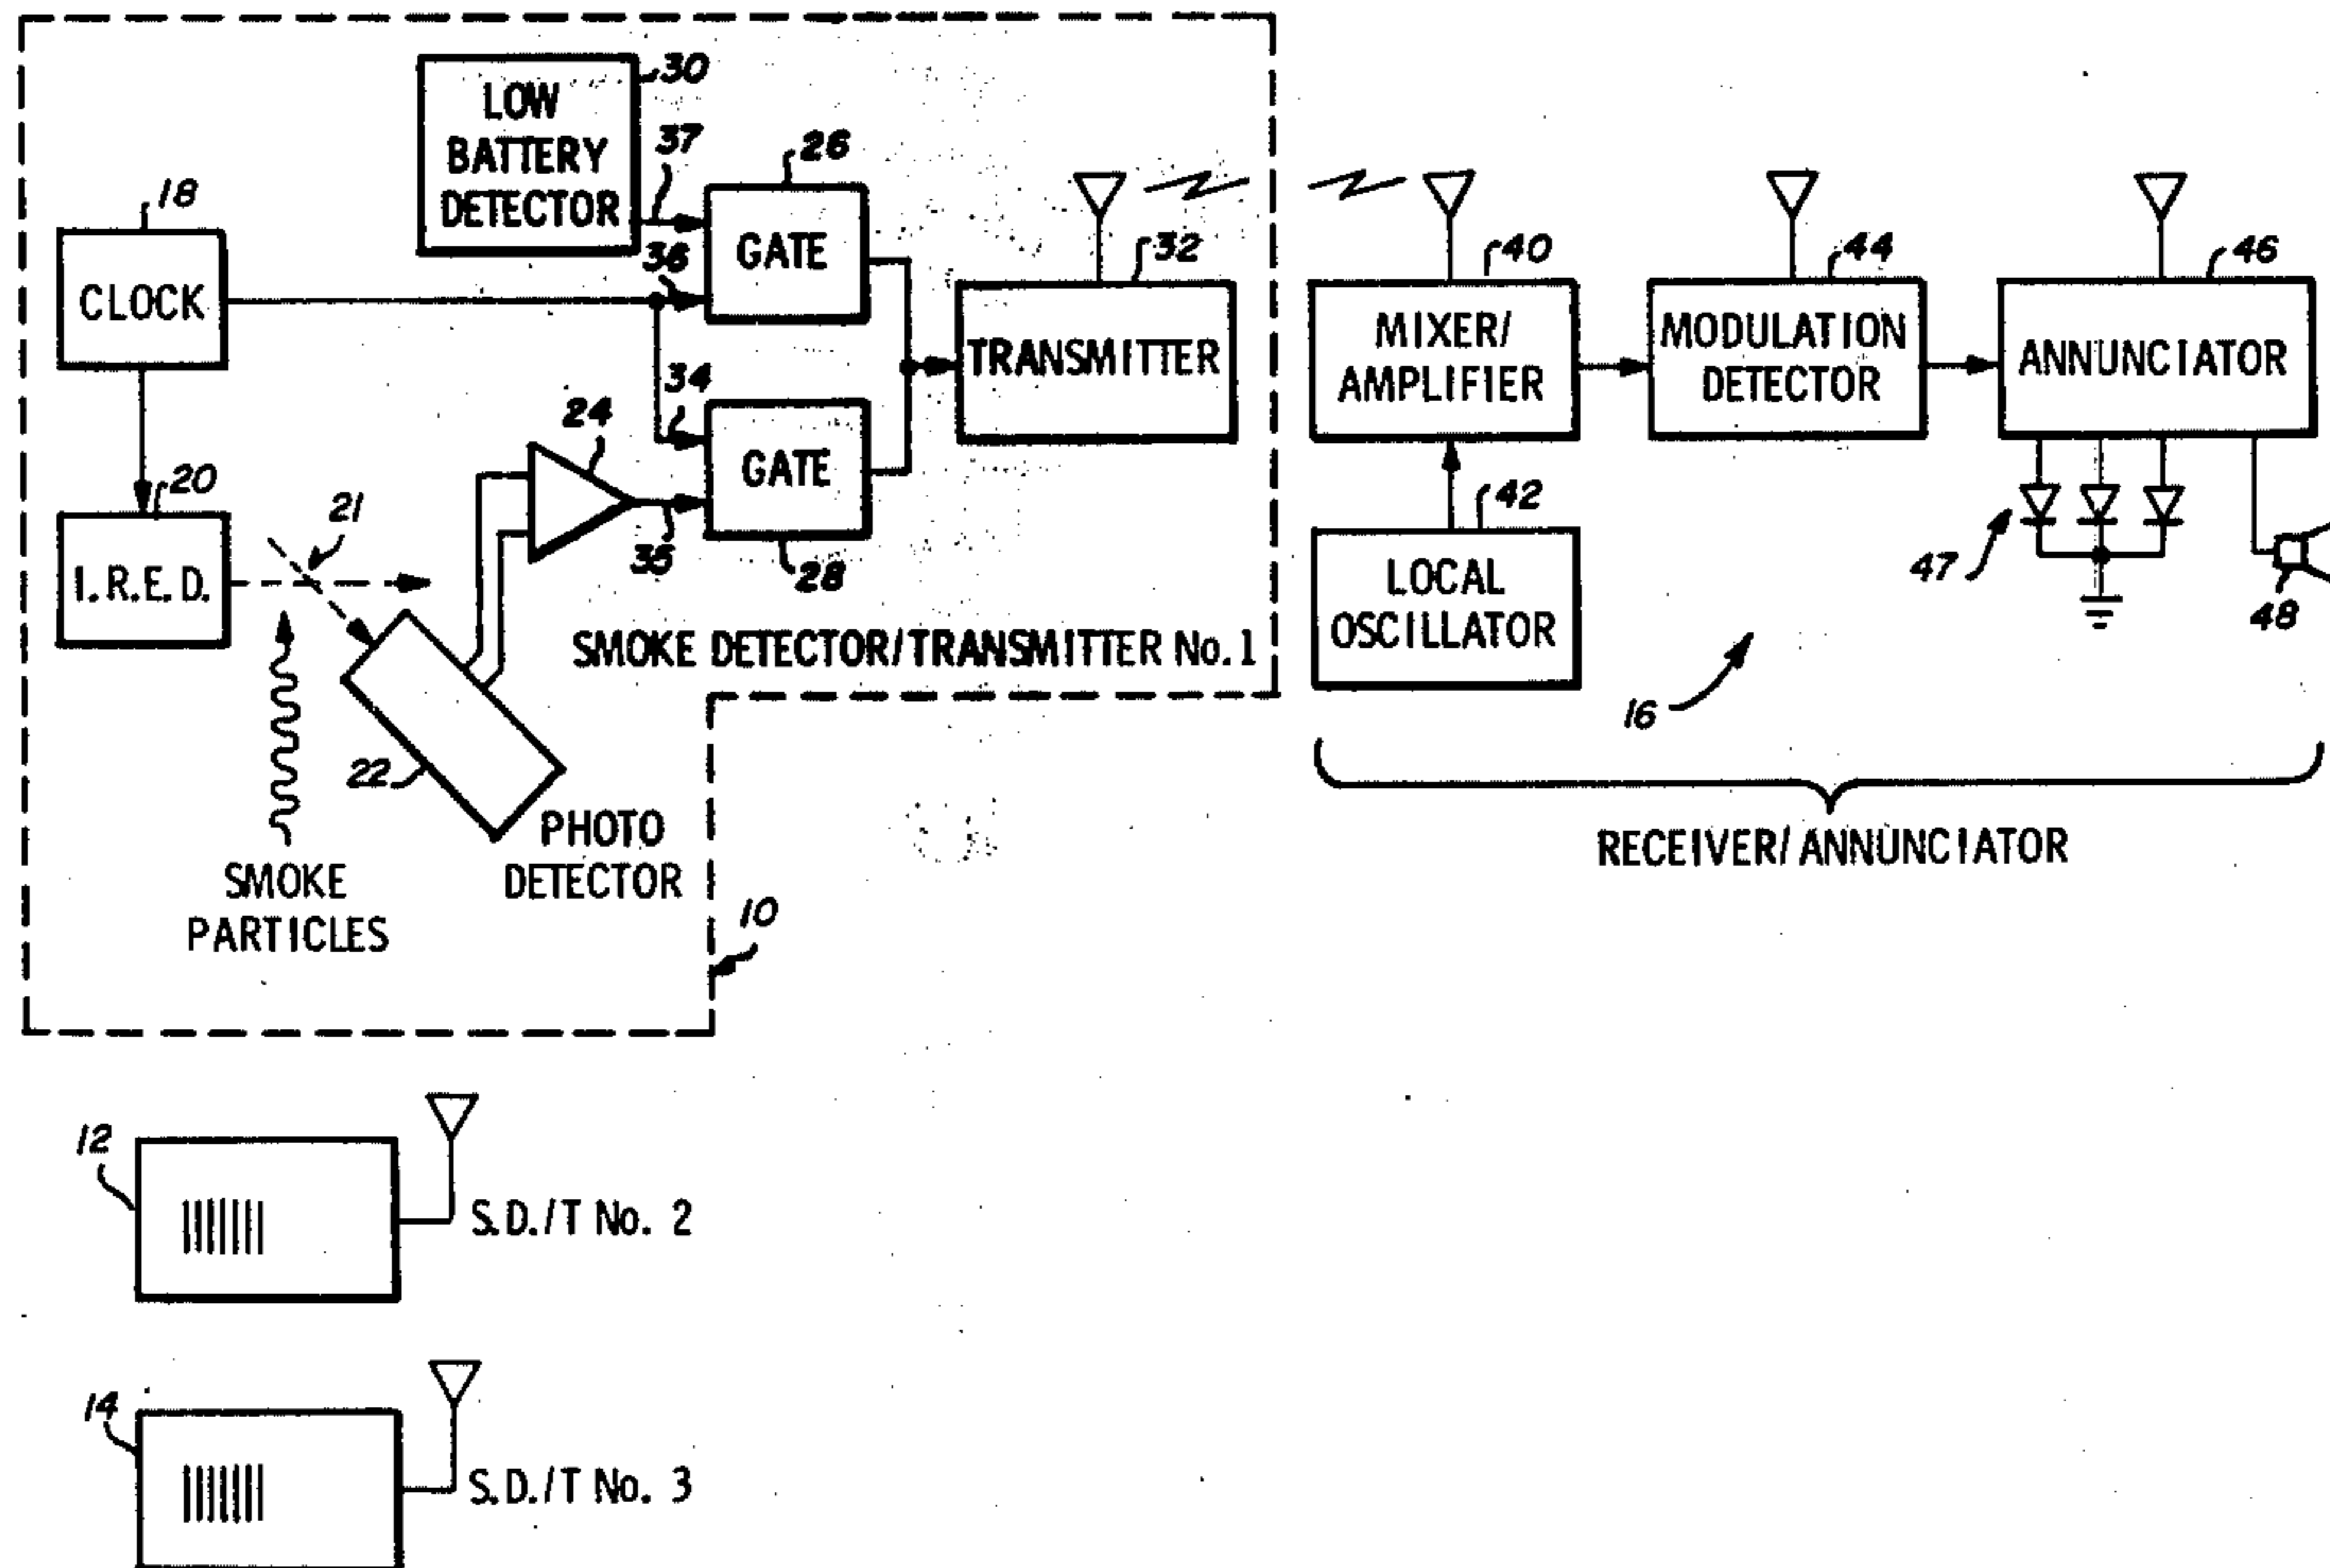 30
LOW
BATTERY
DETECTOR
37
26
GATE
18
CLOCK
36
32
TRANSMITTER
34
24
GATE
35
28
20
I.R.E.D.
21
SMOKE DETECTOR/TRANSMITTER No.1
22
PHOTO
DETECTOR
SMOKE
PARTICLES
10
40
MIXER/
AMPLIFIER
44
MODULATION
DETECTOR
46
ANNUNCIATOR
42
LOCAL
OSCILLATOR
47
48
16
RECEIVER/ANNUNCIATOR
12
S.D./T No. 2
14
S.D./T No. 3